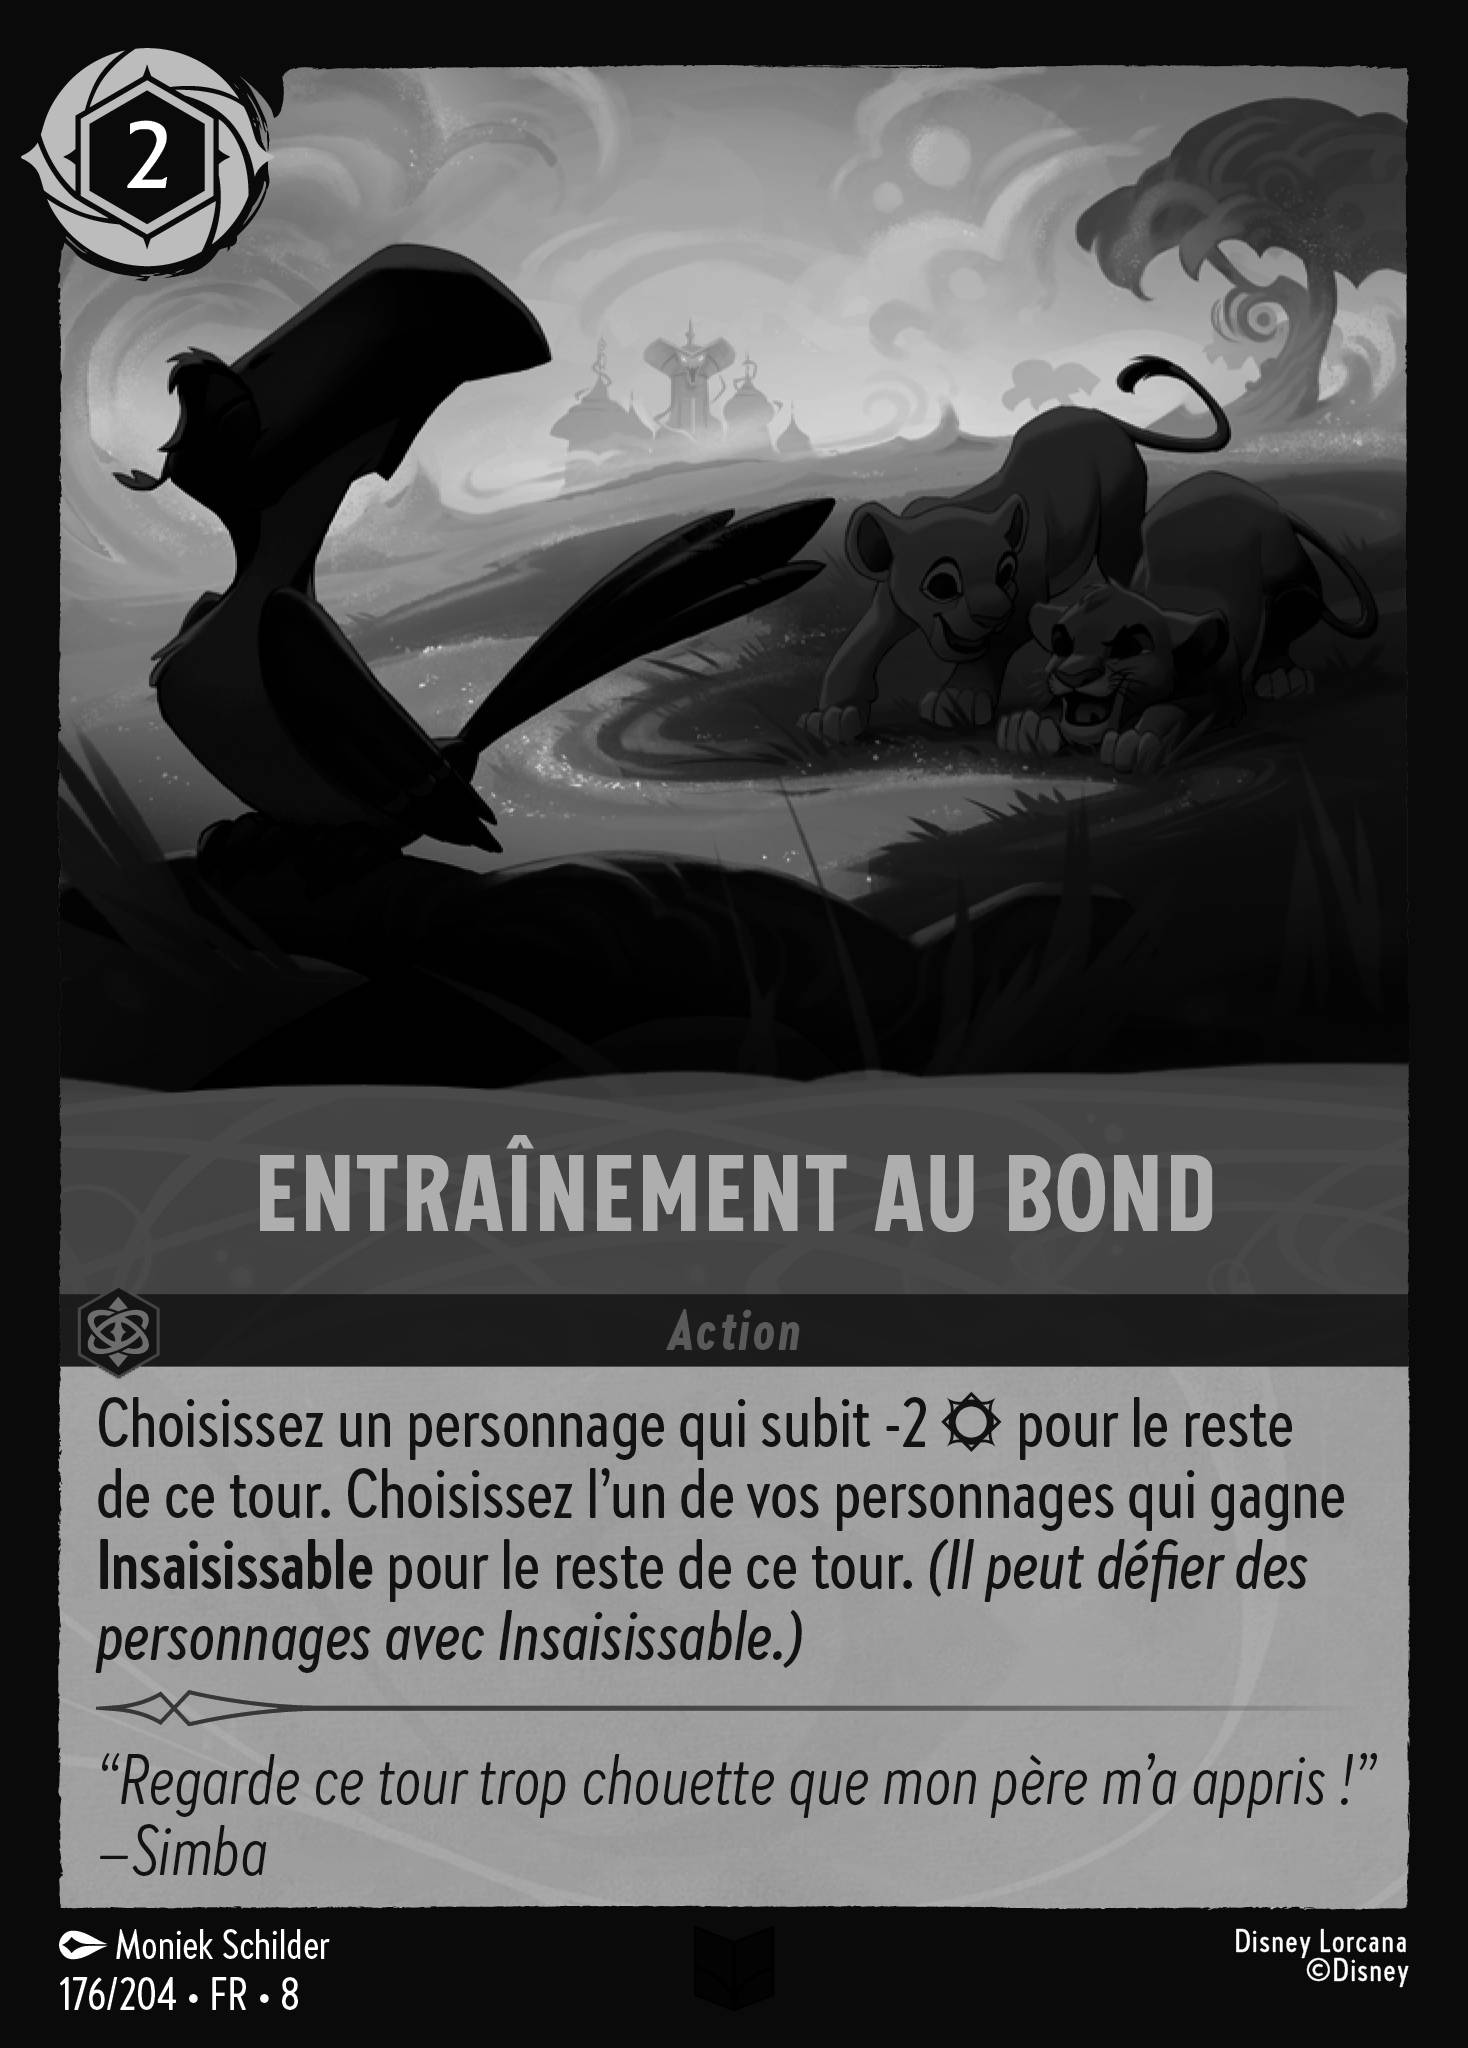 2
ENTRAÎNEMENT AU BOND
Action
Choisissez un personnage qui subit -2 pour le reste
de ce tour. Choisissez l’un de vos personnages qui gagne
Insaisissable pour le reste de ce tour. (Il peut défier des
personnages avec Insaisissable.)
“Regarde ce tour trop chouette que mon père m’a appris !”
–Simba
Moniek Schilder
176/204 • FR • 8
Disney Lorcana
©Disney